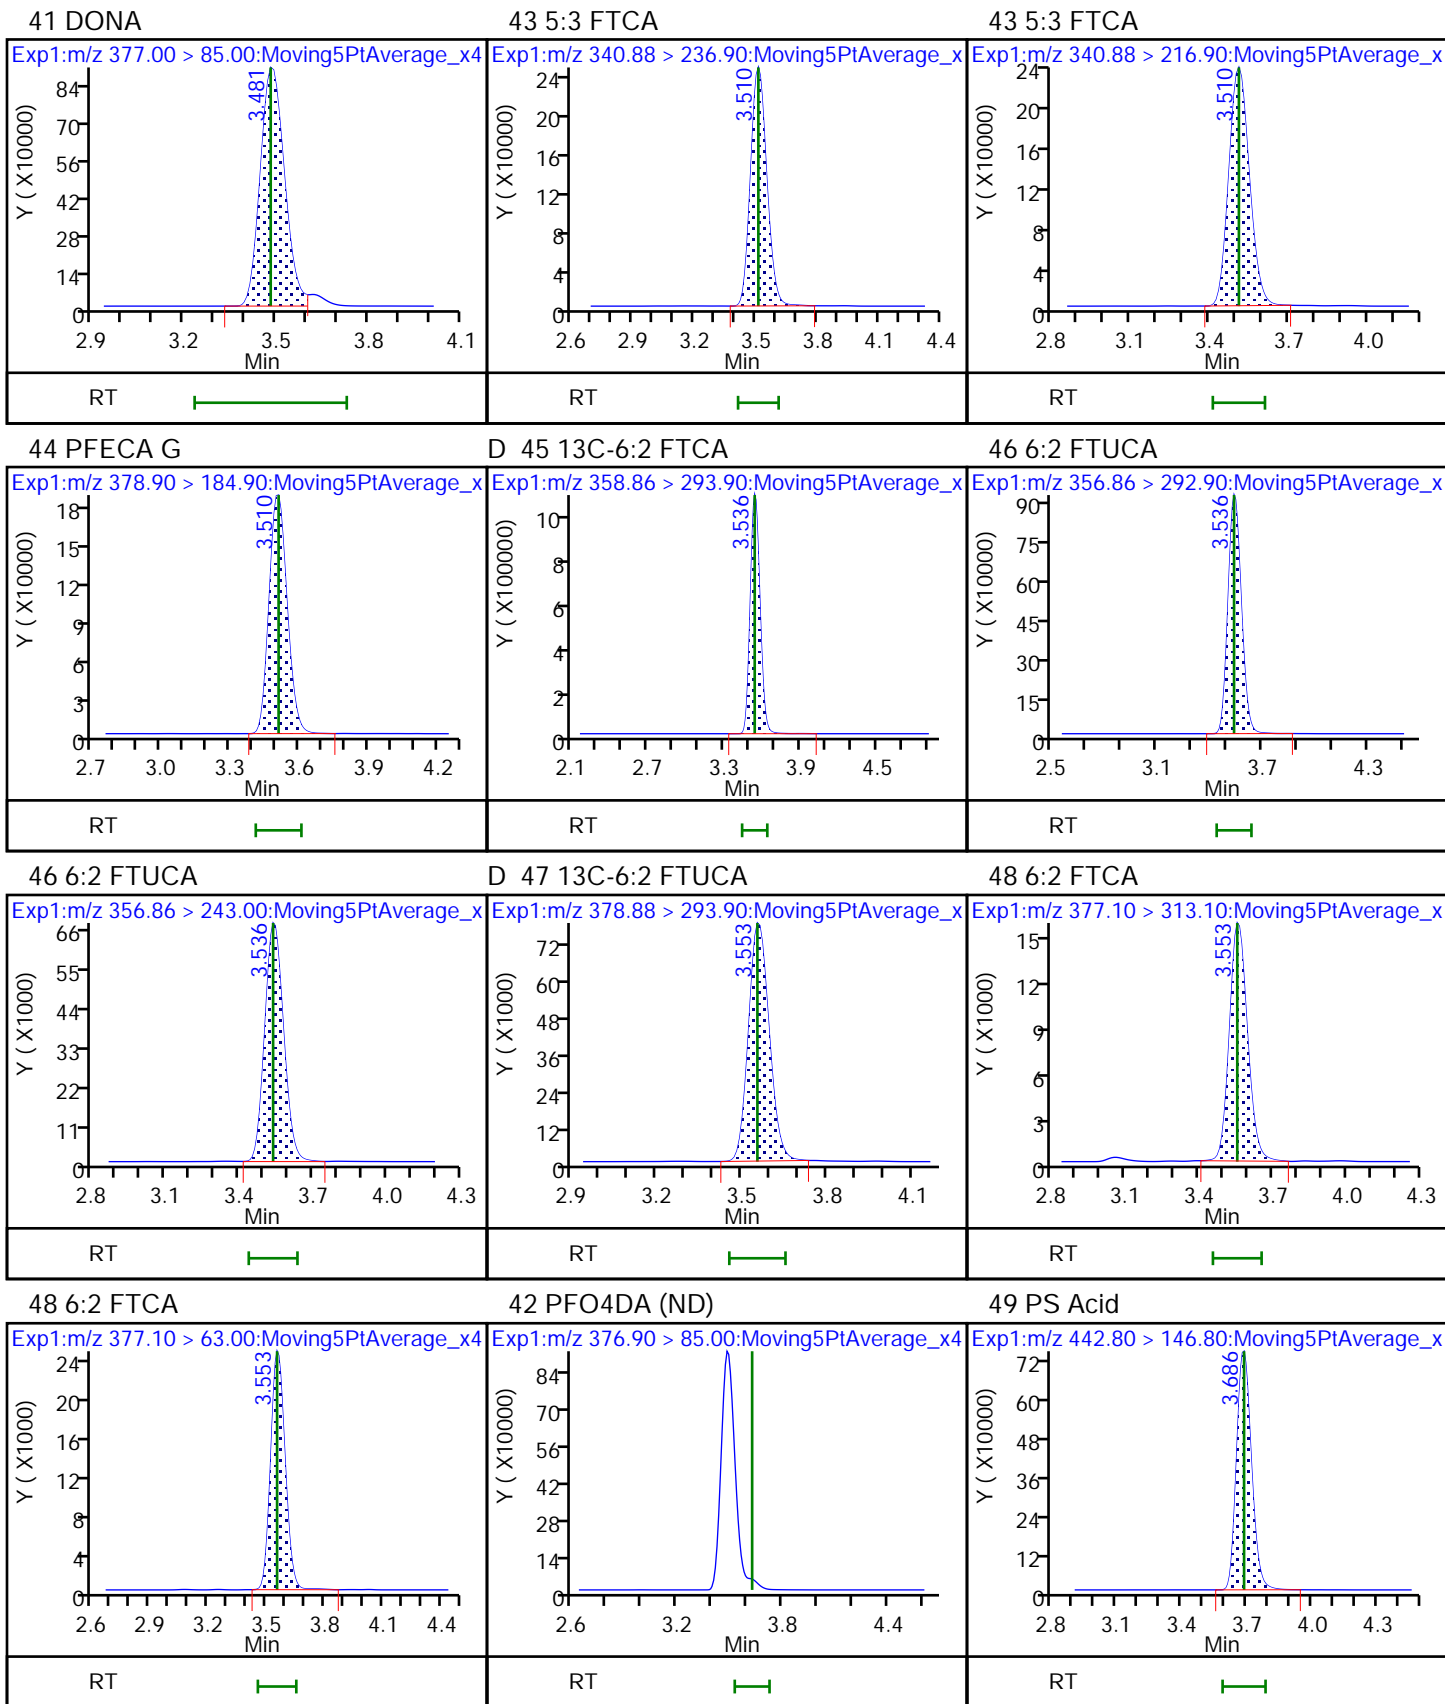 41 DONA
43 5:3 FTCA
43 5:3 FTCA
Exp1:m/z 377.00 > 85.00:Moving5PtAverage_x4
Exp1:m/z 340.88 > 236.90:Moving5PtAverage_x
Exp1:m/z 340.88 > 216.90:Moving5PtAverage_x
Y ( X10000)
84
70
56
42
28
14
0
3.481
2.9 3.2 3.5 3.8 4.1
Min
RT
Y ( X10000)
24
20
16
12
8
4
0
3.510
2.6 2.9 3.2 3.5 3.8 4.1 4.4
Min
RT
Y ( X10000)
24
20
16
12
8
4
0
3.510
2.8 3.1 3.4 3.7 4.0
Min
RT
44 PFECA G
D 45 13C-6:2 FTCA
46 6:2 FTUCA
Exp1:m/z 378.90 > 184.90:Moving5PtAverage_x
Exp1:m/z 358.86 > 293.90:Moving5PtAverage_x
Exp1:m/z 356.86 > 292.90:Moving5PtAverage_x
Y ( X10000)
18
15
12
9
6
3
0
3.510
2.7 3.0 3.3 3.6 3.9 4.2
Min
RT
Y ( X100000)
10
8
6
4
2
0
3.536
2.1 2.7 3.3 3.9 4.5
Min
RT
Y ( X10000)
90
75
60
45
30
15
0
3.536
2.5 3.1 3.7 4.3
Min
RT
46 6:2 FTUCA
D 47 13C-6:2 FTUCA
48 6:2 FTCA
Exp1:m/z 356.86 > 243.00:Moving5PtAverage_x
Exp1:m/z 378.88 > 293.90:Moving5PtAverage_x
Exp1:m/z 377.10 > 313.10:Moving5PtAverage_x
Y ( X1000)
66
55
44
33
22
11
0
3.536
2.8 3.1 3.4 3.7 4.0 4.3
Min
RT
Y ( X1000)
72
60
48
36
24
12
0
3.553
2.9 3.2 3.5 3.8 4.1
Min
RT
Y ( X10000)
15
12
9
6
3
0
3.553
2.8 3.1 3.4 3.7 4.0 4.3
Min
RT
48 6:2 FTCA
42 PFO4DA (ND)
49 PS Acid
Exp1:m/z 377.10 > 63.00:Moving5PtAverage_x4
Exp1:m/z 376.90 > 85.00:Moving5PtAverage_x4
Exp1:m/z 442.80 > 146.80:Moving5PtAverage_x
Y ( X10000)
24
20
16
12
8
4
0
3.553
2.6 2.9 3.2 3.5 3.8 4.1 4.4
Min
RT
Y ( X10000)
84
70
56
42
28
14
0
2.6 3.2 3.8 4.4
Min
RT
Y ( X10000)
72
60
48
36
24
12
0
3.686
2.8 3.1 3.4 3.7 4.0 4.3
Min
RT